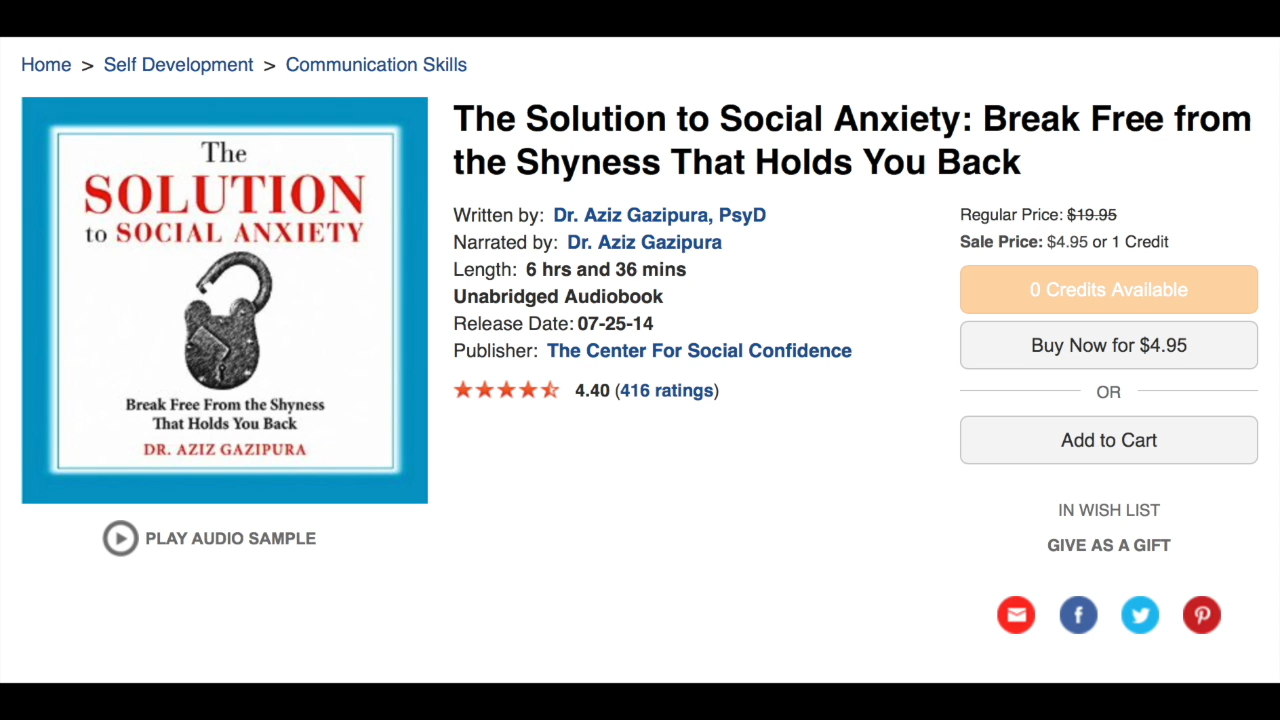 Home > Self Development > Communication Skills
The
SOLUTION
to SOCIAL ANXIETY
Break Free From the Shyness
That Holds You Back
DR. AZIZ GAZIPURA
PLAY AUDIO SAMPLE
The Solution to Social Anxiety: Break Free from
the Shyness That Holds You Back
Written by: Dr. Aziz Gazipura, PsyD
Narrated by: Dr. Aziz Gazipura
Length: 6 hrs and 36 mins
Unabridged Audiobook
Release Date: 07-25-14
Publisher: The Center For Social Confidence
4.40 (416 ratings)
Regular Price: $19.95
Sale Price: $4.95 or 1 Credit
0 Credits Available
Buy Now for $4.95
OR
Add to Cart
IN WISH LIST
GIVE AS A GIFT